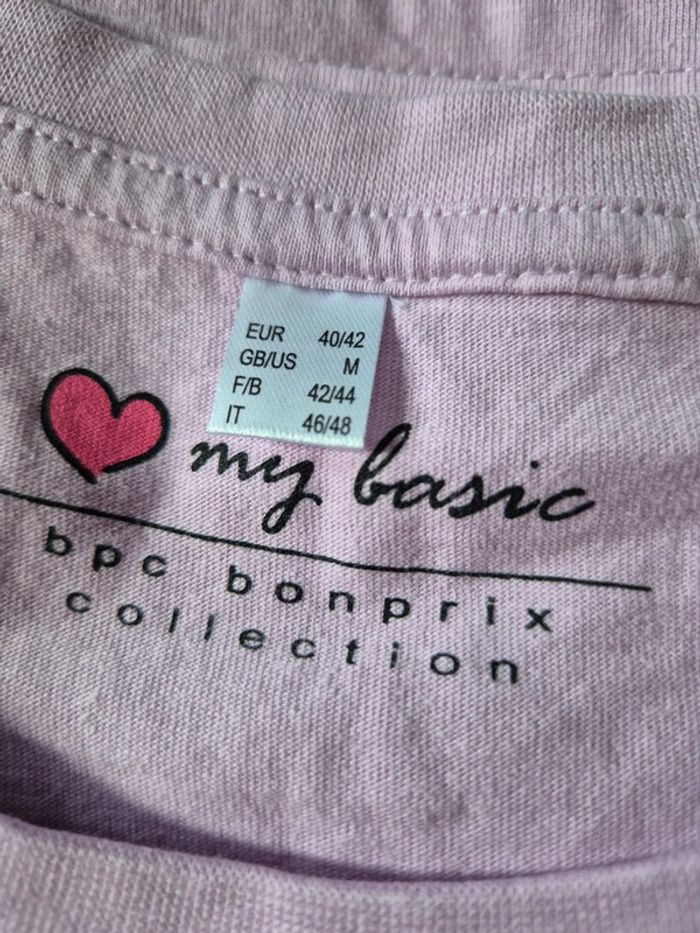 EUR 40/42
GB/US M
F/B 42/44
IT 46/48
my basic
bpc bonprix
collection